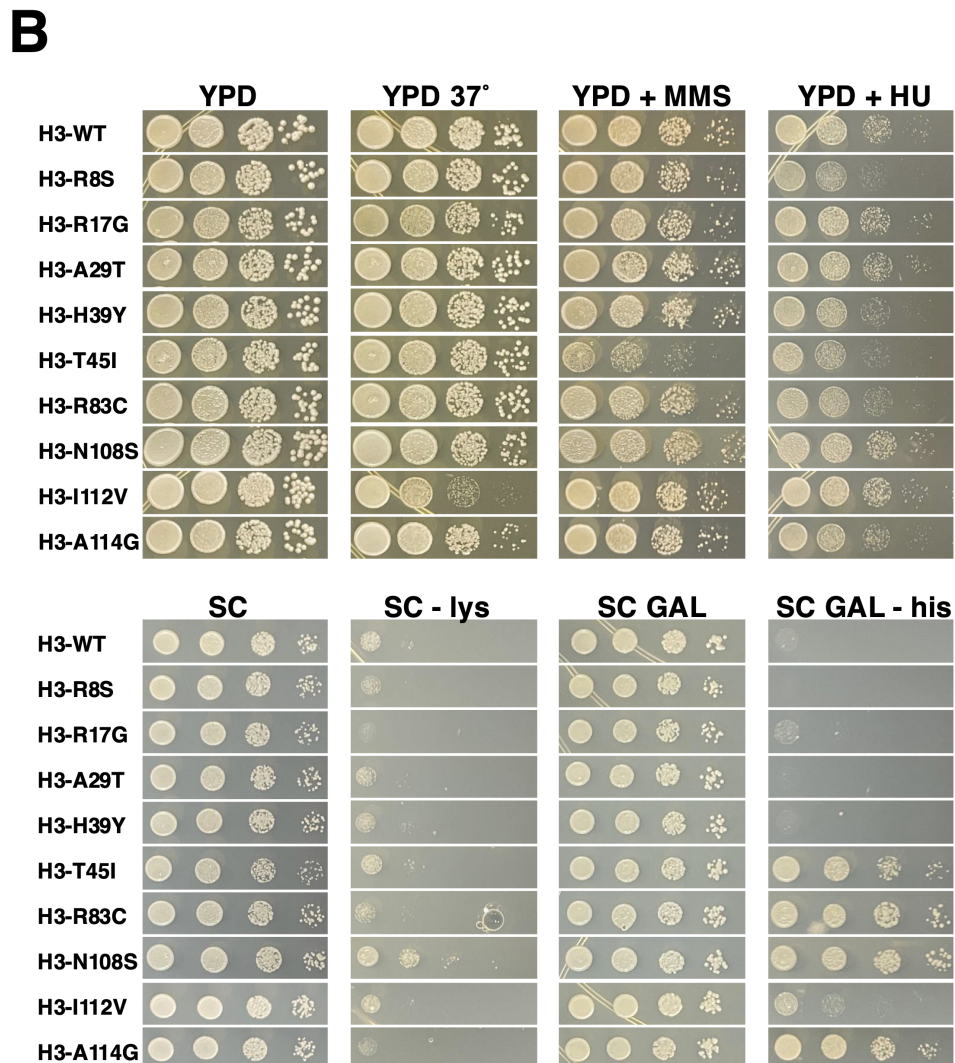 B
YPD YPD 37˚ YPD + MMS YPD + HU
H3-WT
H3-R8S
H3-R17G
H3-A29T
H3-H39Y
H3-T45I
H3-R83C
H3-N108S
H3-I112V
H3-A114G
SC SC - lys SC GAL SC GAL - his
H3-WT
H3-R8S
H3-R17G
H3-A29T
H3-H39Y
H3-T45I
H3-R83C
H3-N108S
H3-I112V
H3-A114G